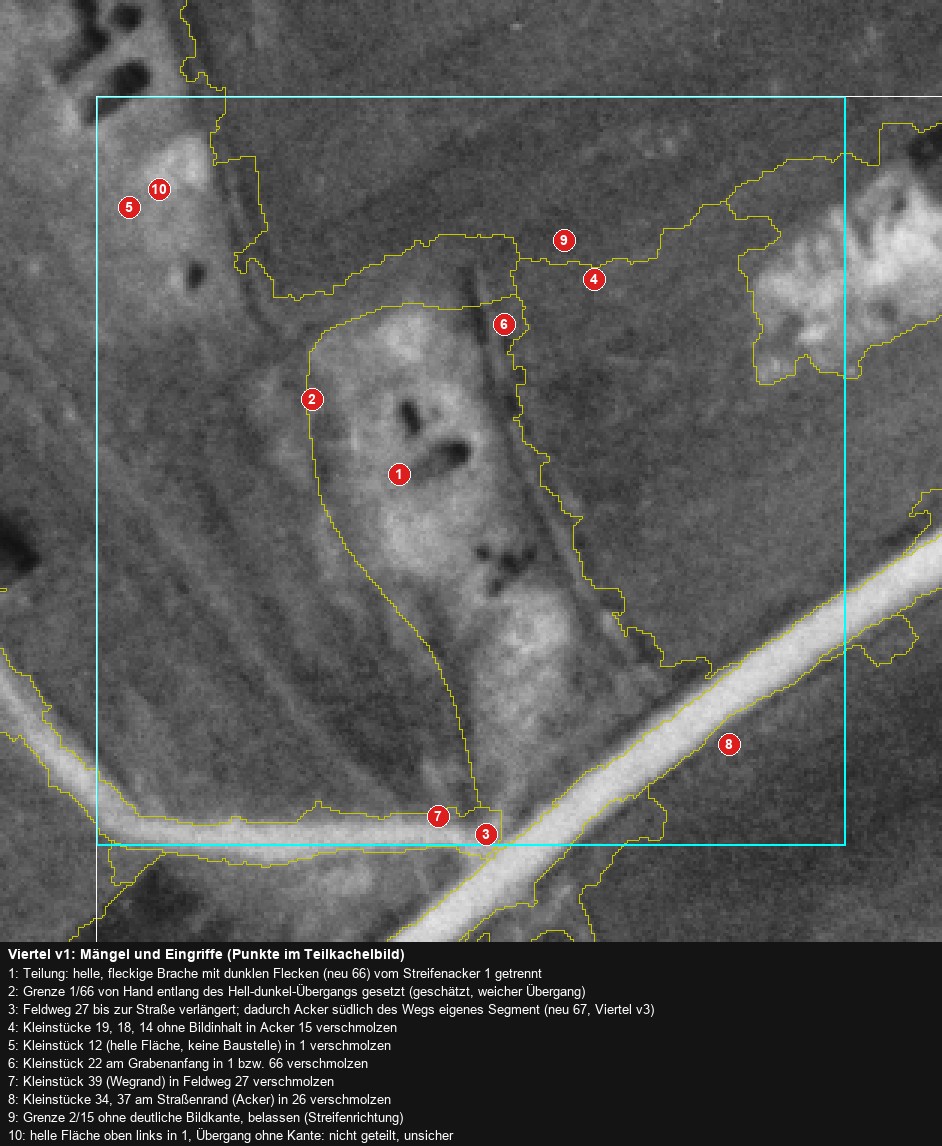 10
5
9
4
6
2
1
8
7
3
Viertel v1: Mängel und Eingriffe (Punkte im Teilkachelbild)
1: Teilung: helle, fleckige Brache mit dunklen Flecken (neu 66) vom Streifenacker 1 getrennt
2: Grenze 1/66 von Hand entlang des Hell-dunkel-Übergangs gesetzt (geschätzt, weicher Übergang)
3: Feldweg 27 bis zur Straße verlängert; dadurch Acker südlich des Wegs eigenes Segment (neu 67, Viertel v3)
4: Kleinstücke 19, 18, 14 ohne Bildinhalt in Acker 15 verschmolzen
5: Kleinstück 12 (helle Fläche, keine Baustelle) in 1 verschmolzen
6: Kleinstück 22 am Grabenanfang in 1 bzw. 66 verschmolzen
7: Kleinstück 39 (Wegrand) in Feldweg 27 verschmolzen
8: Kleinstücke 34, 37 am Straßenrand (Acker) in 26 verschmolzen
9: Grenze 2/15 ohne deutliche Bildkante, belassen (Streifenrichtung)
10: helle Fläche oben links in 1, Übergang ohne Kante: nicht geteilt, unsicher